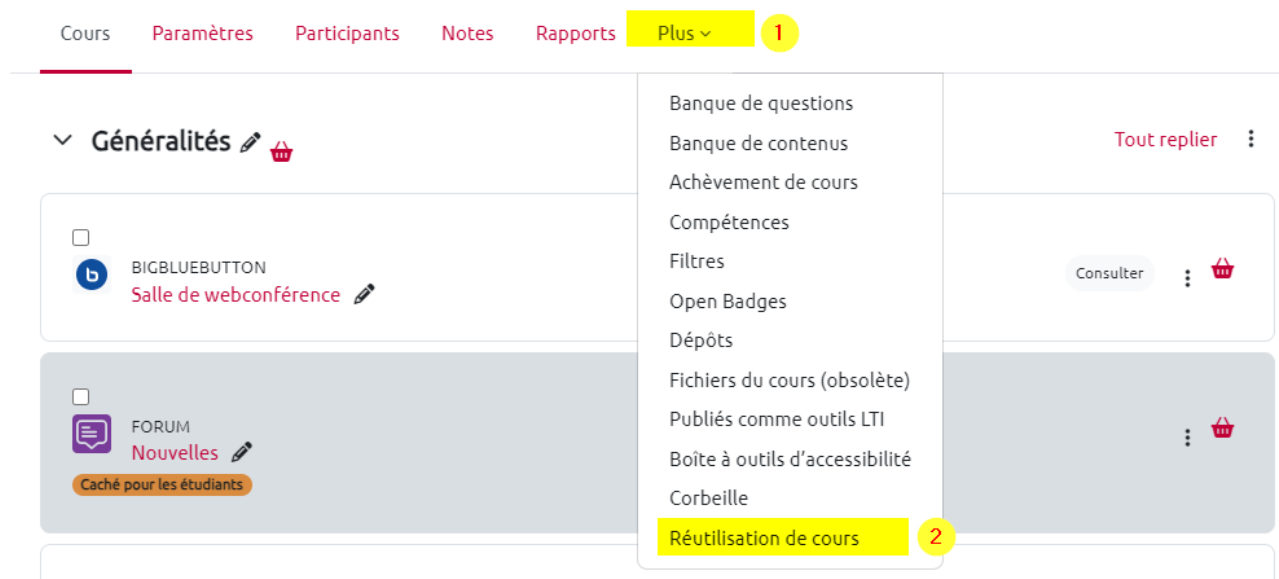 Cours Paramètres Participants Notes Rapports Plus 1
Banque de questions
Généralités Tout replier
Banque de contenus
Achèvement de cours
Compétences
BIGBLUEBUTTON Filtres Consulter
Salle de webconférence Open Badges
Dépôts
Fichiers du cours (obsolète)
FORUM Publiés comme outils LTI
Nouvelles Boîte à outils d'accessibilité
Caché pour les étudiants Corbeille
Réutilisation de cours 2